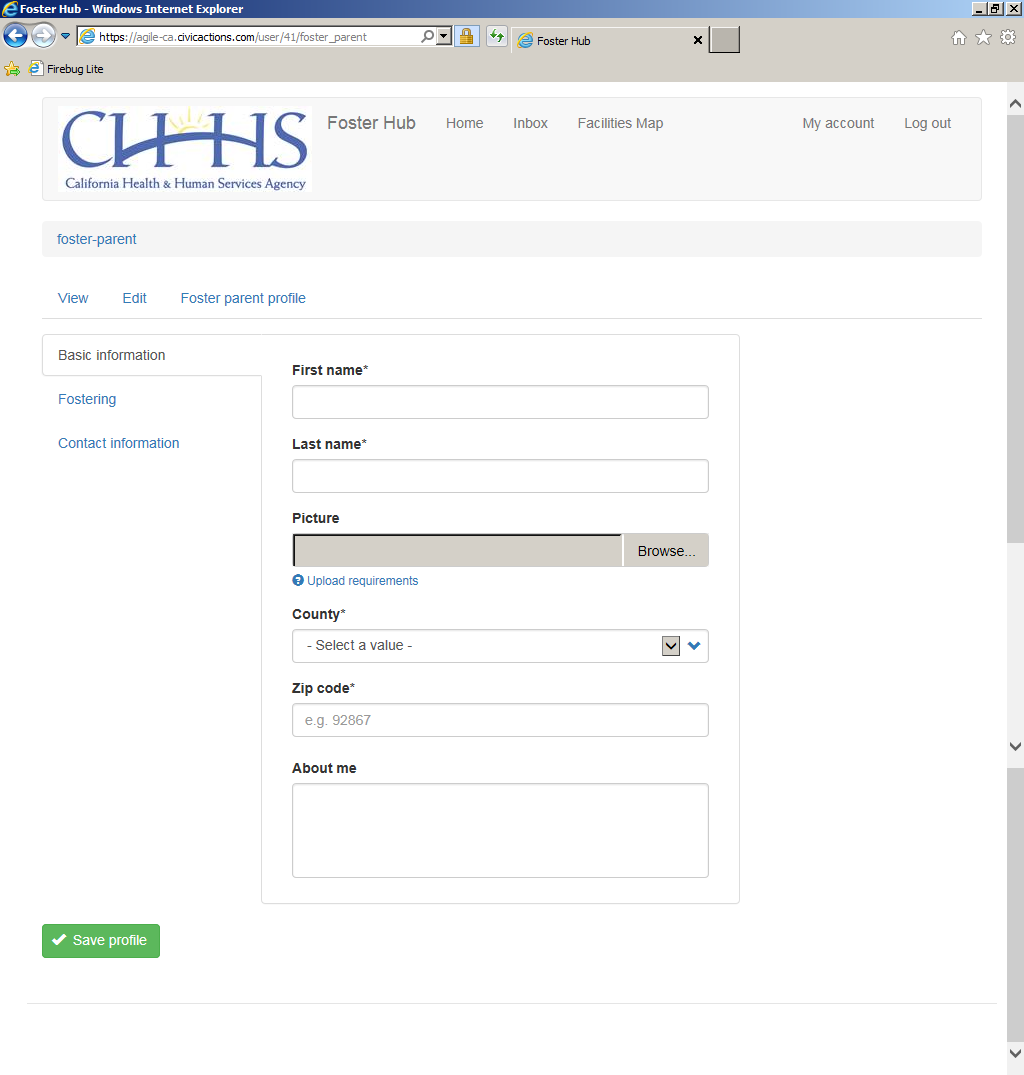 Foster Hub - Windows Internet Explorer
https://agile-ca.civicactions.com/user/41/foster_parent
Foster Hub
Firebug Lite
CHHS
California Health & Human Services Agency
Foster Hub
Home
Inbox
Facilities Map
My account
Log out
foster-parent
View
Edit
Foster parent profile
Basic information
Fostering
Contact information
First name*
Last name*
Picture
Browse...
Upload requirements
County*
- Select a value -
Zip code*
e.g. 92867
About me
Save profile